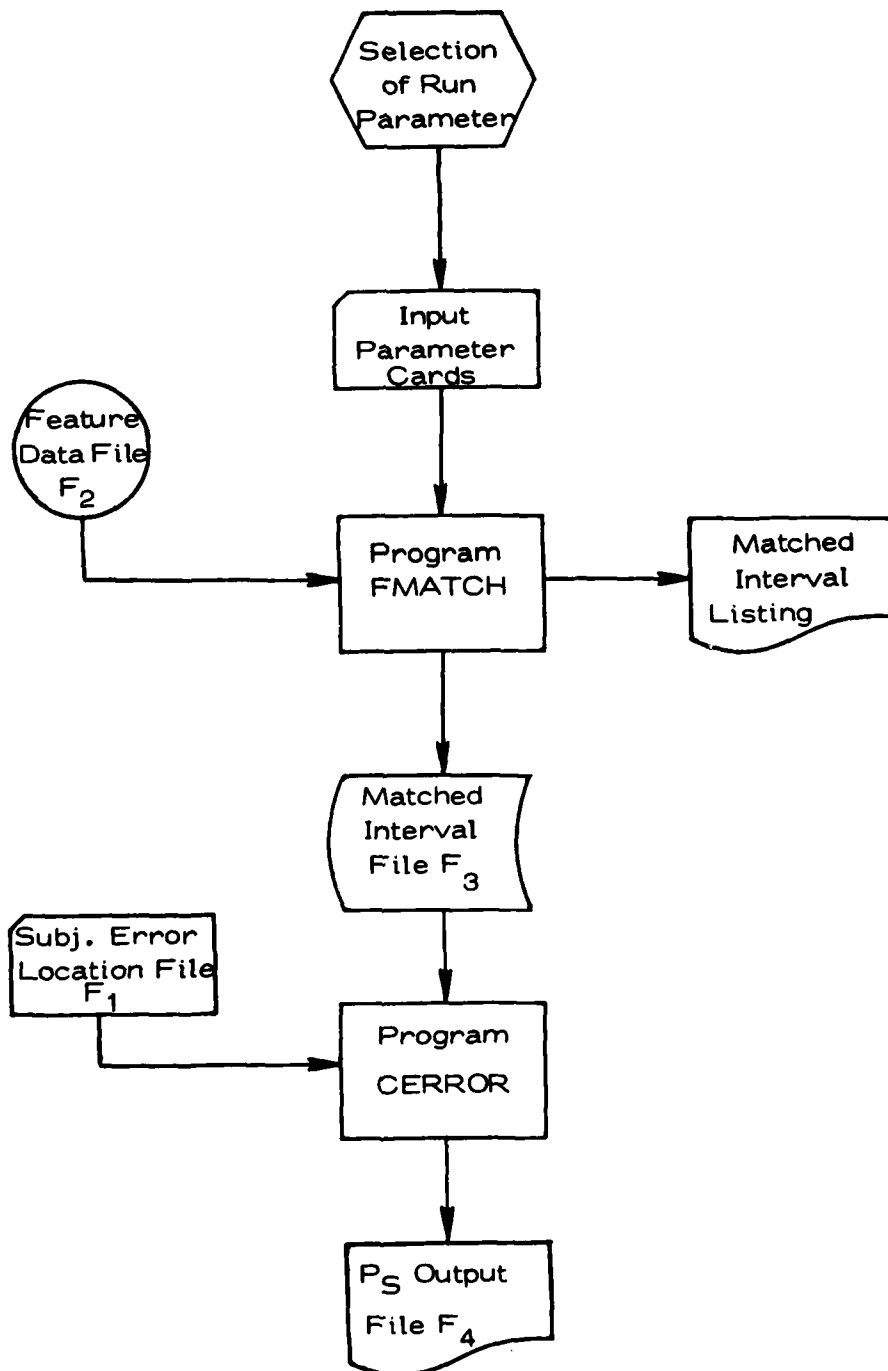 Selection
of Run
Parameter
Input
Parameter
Cards
Feature
Data File
F₂
Program
FMATCH
Matched
Interval
Listing
Matched
Interval
File F₃
Subj. Error
Location File
F₁
Program
CERROR
P_S Output
File F₄